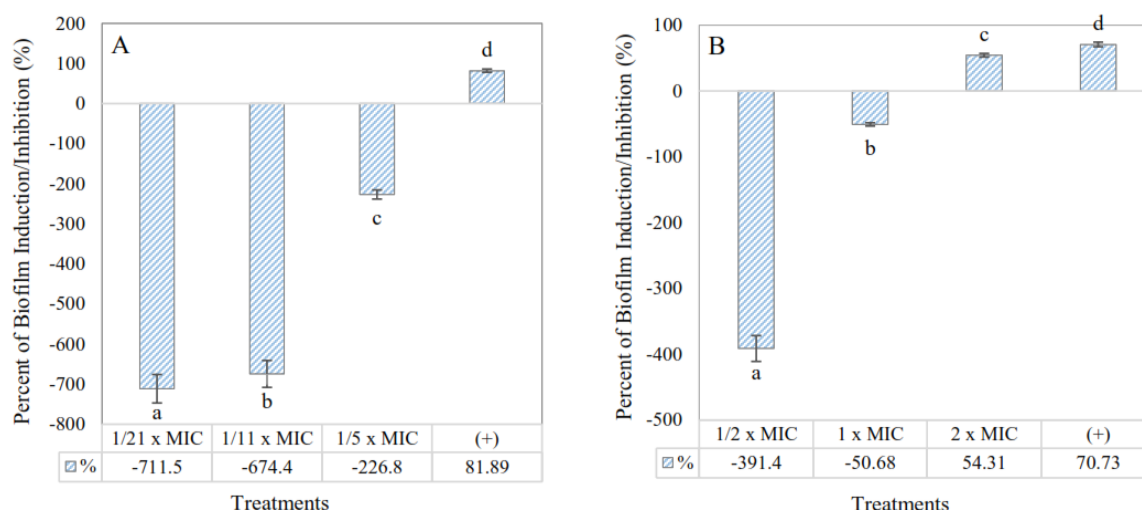 A
Percent of Biofilm Induction/Inhibition (%)
200
100
0
-100
-200
-300
-400
-500
-600
-700
-800
a
b
c
d
1/21 x MIC 1/11 x MIC 1/5 x MIC (+)
% -711.5 -674.4 -226.8 81.89
Treatments
B
Percent of Biofilm Induction/Inhibition (%)
100
0
-100
-200
-300
-400
-500
a
b
c
d
1/2 x MIC 1 x MIC 2 x MIC (+)
% -391.4 -50.68 54.31 70.73
Treatments